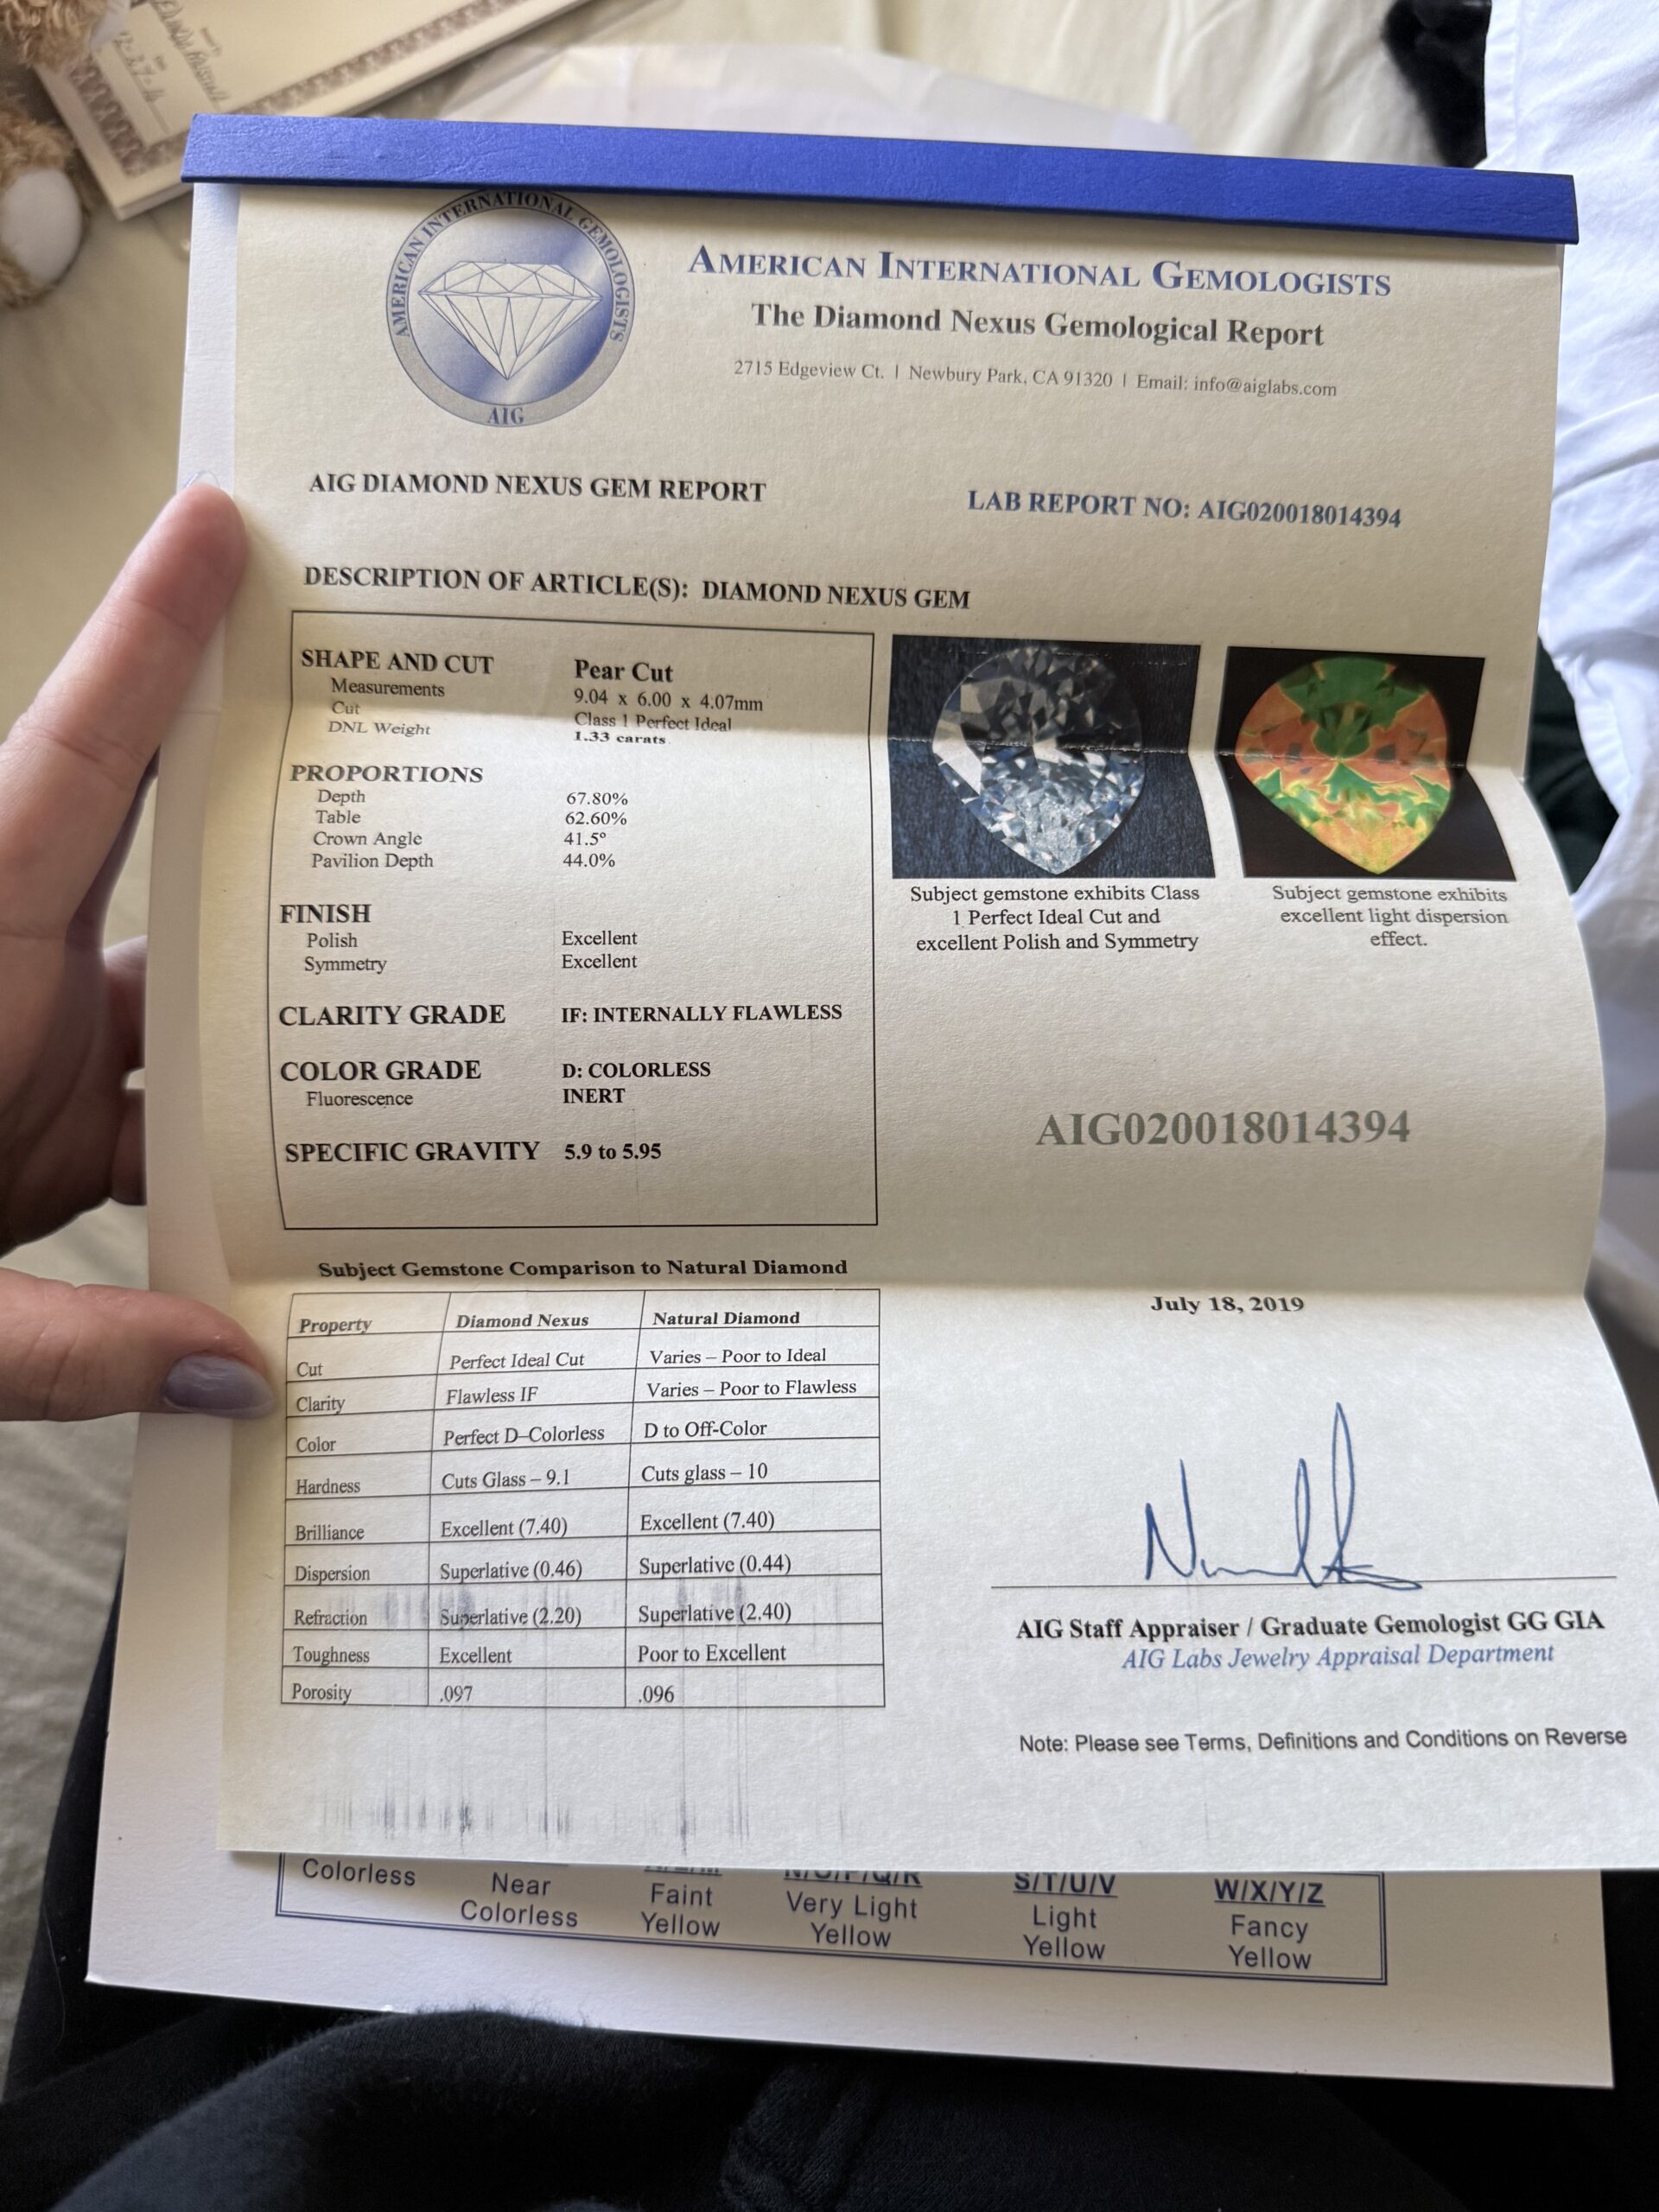 AMERICAN INTERNATIONAL GEMOLOGISTS
AIG
AMERICAN INTERNATIONAL GEMOLOGISTS
The Diamond Nexus Gemological Report
2715 Edgeview Ct. | Newbury Park, CA 91320 | Email: info@aiglabs.com
AIG DIAMOND NEXUS GEM REPORT
LAB REPORT NO: AIG020018014394
DESCRIPTION OF ARTICLE(S): DIAMOND NEXUS GEM
SHAPE AND CUT Pear Cut
Measurements 9.04 x 6.00 x 4.07mm
Cut Class 1 Perfect Ideal
DNL Weight 1.33 carats
PROPORTIONS
Depth 67.80%
Table 62.60%
Crown Angle 41.5°
Pavilion Depth 44.0%
FINISH
Polish Excellent
Symmetry Excellent
CLARITY GRADE IF: INTERNALLY FLAWLESS
COLOR GRADE D: COLORLESS
Fluorescence INERT
SPECIFIC GRAVITY 5.9 to 5.95
Subject gemstone exhibits Class
1 Perfect Ideal Cut and
excellent Polish and Symmetry
Subject gemstone exhibits
excellent light dispersion
effect.
AIG020018014394
Subject Gemstone Comparison to Natural Diamond
Property Diamond Nexus Natural Diamond
Cut Perfect Ideal Cut Varies – Poor to Ideal
Clarity Flawless IF Varies – Poor to Flawless
Color Perfect D–Colorless D to Off-Color
Hardness Cuts Glass – 9.1 Cuts glass – 10
Brilliance Excellent (7.40) Excellent (7.40)
Dispersion Superlative (0.46) Superlative (0.44)
Refraction Superlative (2.20) Superlative (2.40)
Toughness Excellent Poor to Excellent
Porosity .097 .096
July 18, 2019
AIG Staff Appraiser / Graduate Gemologist GG GIA
AIG Labs Jewelry Appraisal Department
Note: Please see Terms, Definitions and Conditions on Reverse
N/O/P/Q/R S/T/U/V W/X/Y/Z
Colorless Near Faint Very Light Light Fancy
Colorless Yellow Yellow Yellow Yellow